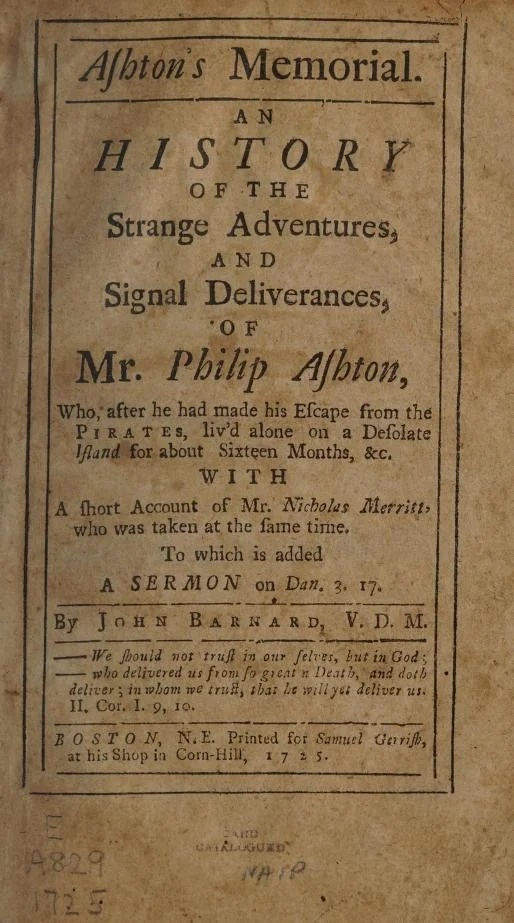 Aſhton's Memorial.
AN
HISTORY
OF THE
Strange Adventures,
AND
Signal Deliverances,
OF
Mr. Philip Aſhton,
Who, after he had made his Eſcape from the
PIRATES, liv'd alone on a Deſolate
Iſland for about Sixteen Months, &c.
WITH
A ſhort Account of Mr. Nicholas Merritt,
who was taken at the ſame time.
To which is added
A SERMON on Dan. 3. 17.
By JOHN BARNARD, V. D. M.
— We ſhould not truſt in our ſelves, but in God;
— who delivered us from ſo great a Death, and doth
deliver; in whom we truſt, that he will yet deliver us.
II. Cor. I. 9, 10.
BOSTON, N.E. Printed for Samuel Gerriſh,
at his Shop in Corn-Hill, 1725.
E
A829
1725
CATALOGUED